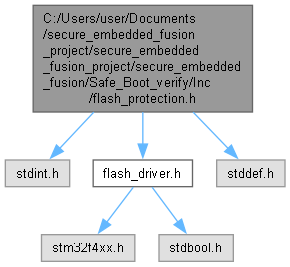 C:/Users/user/Documents
/secure_embedded_fusion
_project/secure_embedded
_fusion_project/secure_embedded
_fusion/Safe_Boot_verify/Inc
/flash_protection.h
stdint.h
flash_driver.h
stddef.h
stm32f4xx.h
stdbool.h